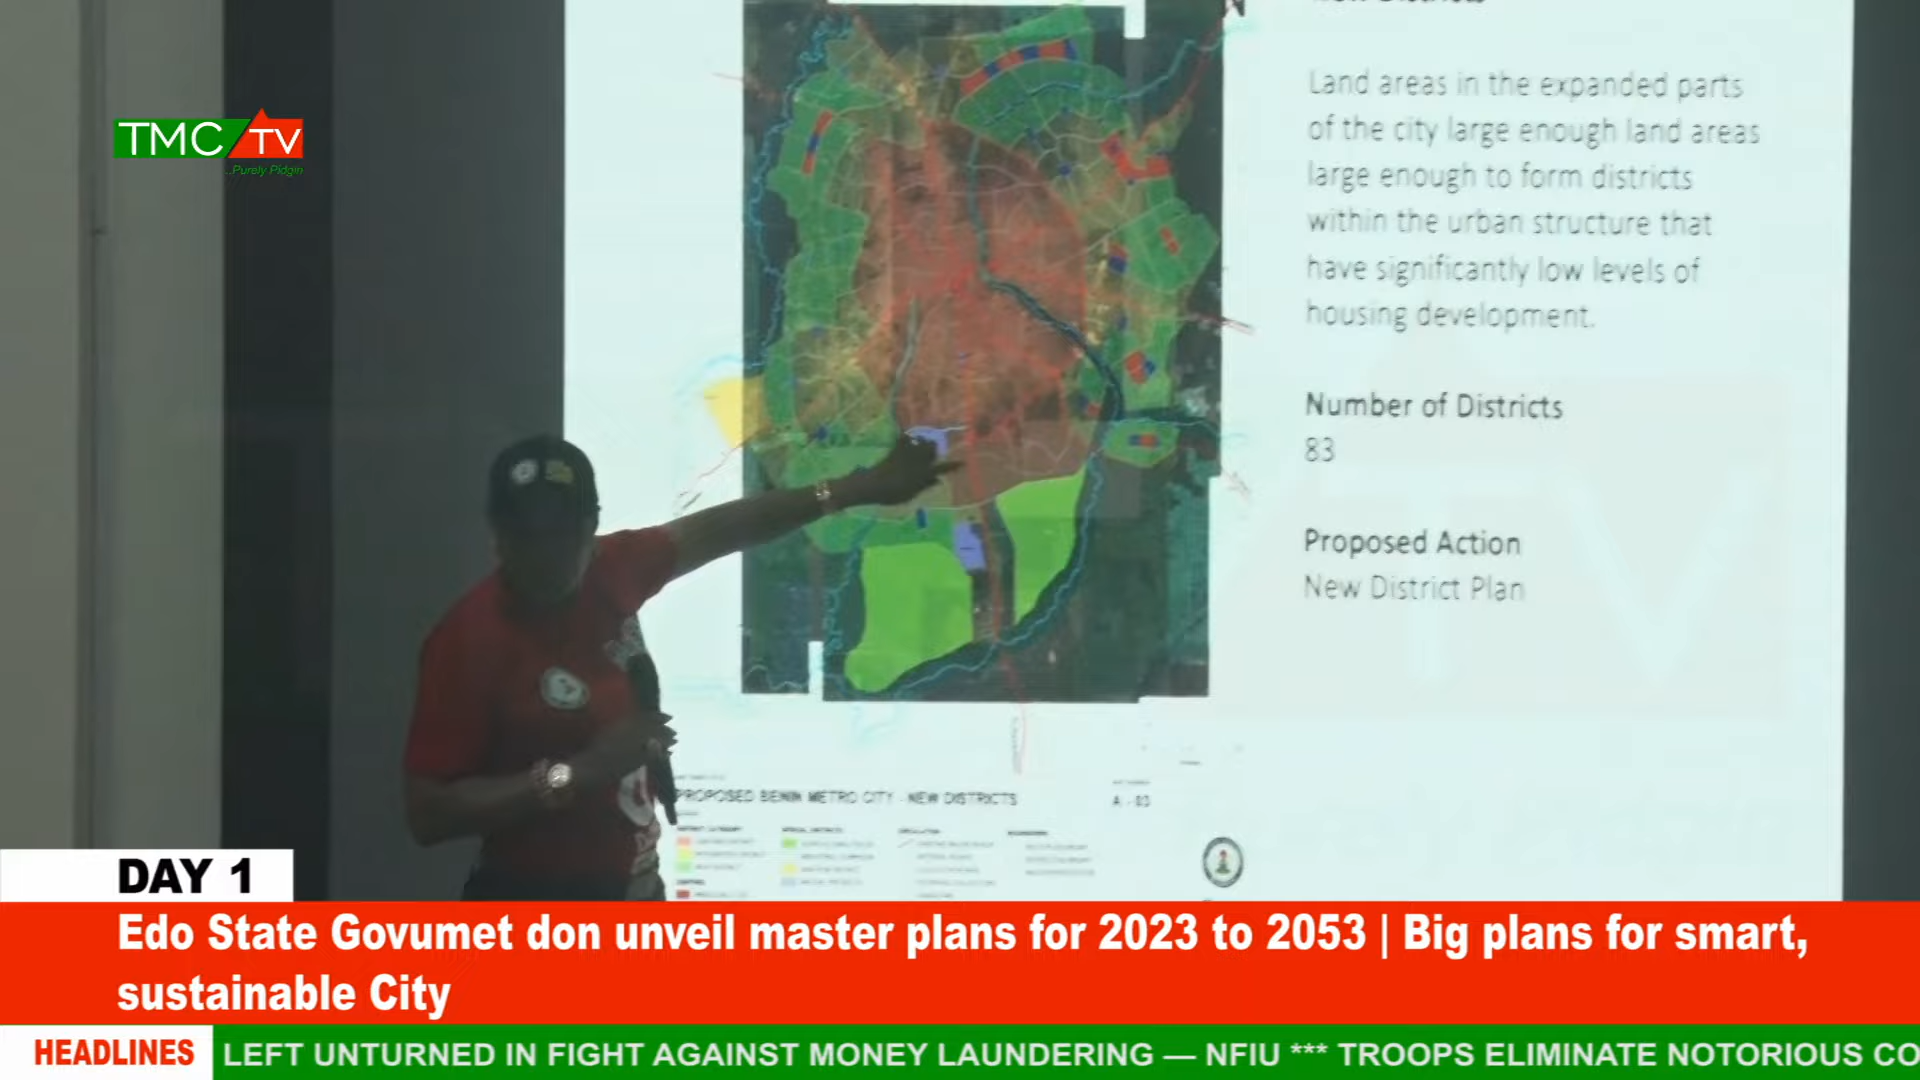 TMC TV
...Purely Pidgin
New Districts
Land areas in the expanded parts
of the city large enough land areas
large enough to form districts
within the urban structure that
have significantly low levels of
housing development.
Number of Districts
83
Proposed Action
New District Plan
PROPOSED BENIN METRO CITY - NEW DISTRICTS
A - 03
DAY 1
Edo State Govumet don unveil master plans for 2023 to 2053 | Big plans for smart,
sustainable City
HEADLINES
LEFT UNTURNED IN FIGHT AGAINST MONEY LAUNDERING — NFIU *** TROOPS ELIMINATE NOTORIOUS CO